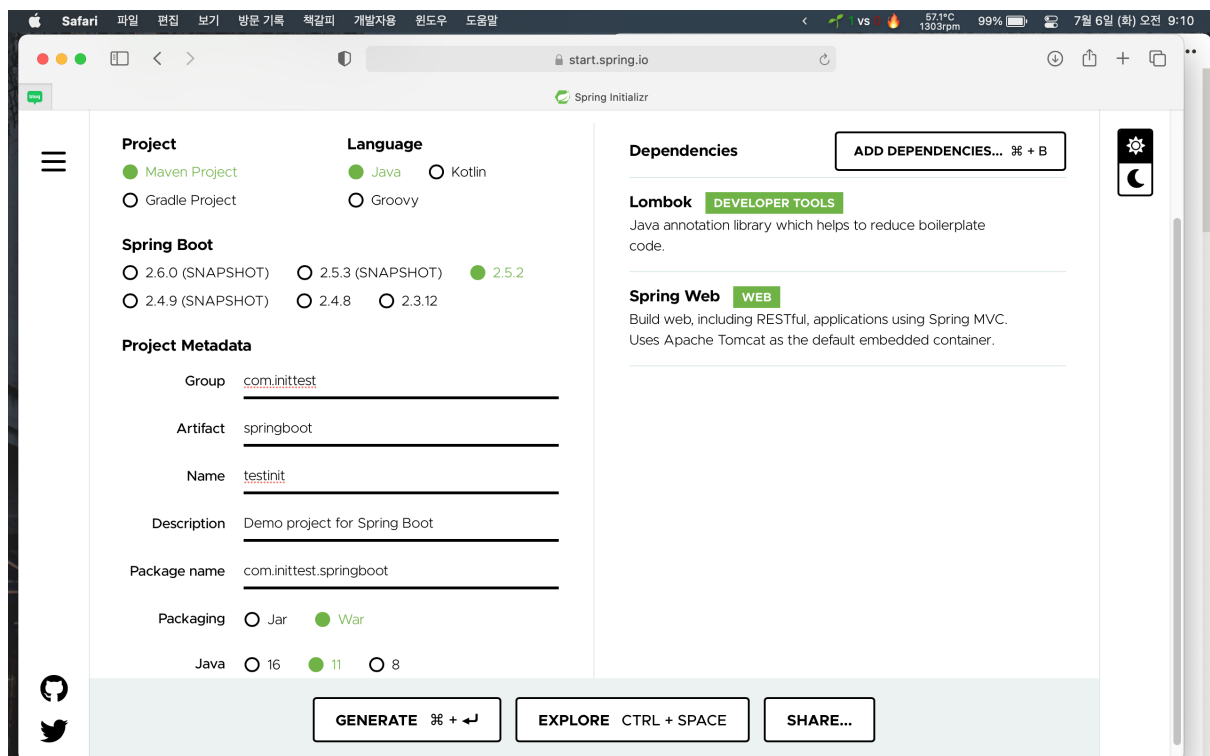 Safari 파일 편집 보기 방문 기록 책갈피 개발자용 윈도우 도움말
1 vs 0 57.1°C 1303rpm 99% 7월 6일 (화) 오전 9:10
start.spring.io
blog
Spring Initializr
Project
Maven Project
Gradle Project
Language
Java Kotlin
Groovy
Spring Boot
2.6.0 (SNAPSHOT) 2.5.3 (SNAPSHOT) 2.5.2
2.4.9 (SNAPSHOT) 2.4.8 2.3.12
Project Metadata
Group com.inittest
Artifact springboot
Name testinit
Description Demo project for Spring Boot
Package name com.inittest.springboot
Packaging Jar War
Java 16 11 8
Dependencies
ADD DEPENDENCIES... ⌘ + B
Lombok DEVELOPER TOOLS
Java annotation library which helps to reduce boilerplate
code.
Spring Web WEB
Build web, including RESTful, applications using Spring MVC.
Uses Apache Tomcat as the default embedded container.
GENERATE ⌘ + ↵
EXPLORE CTRL + SPACE
SHARE...